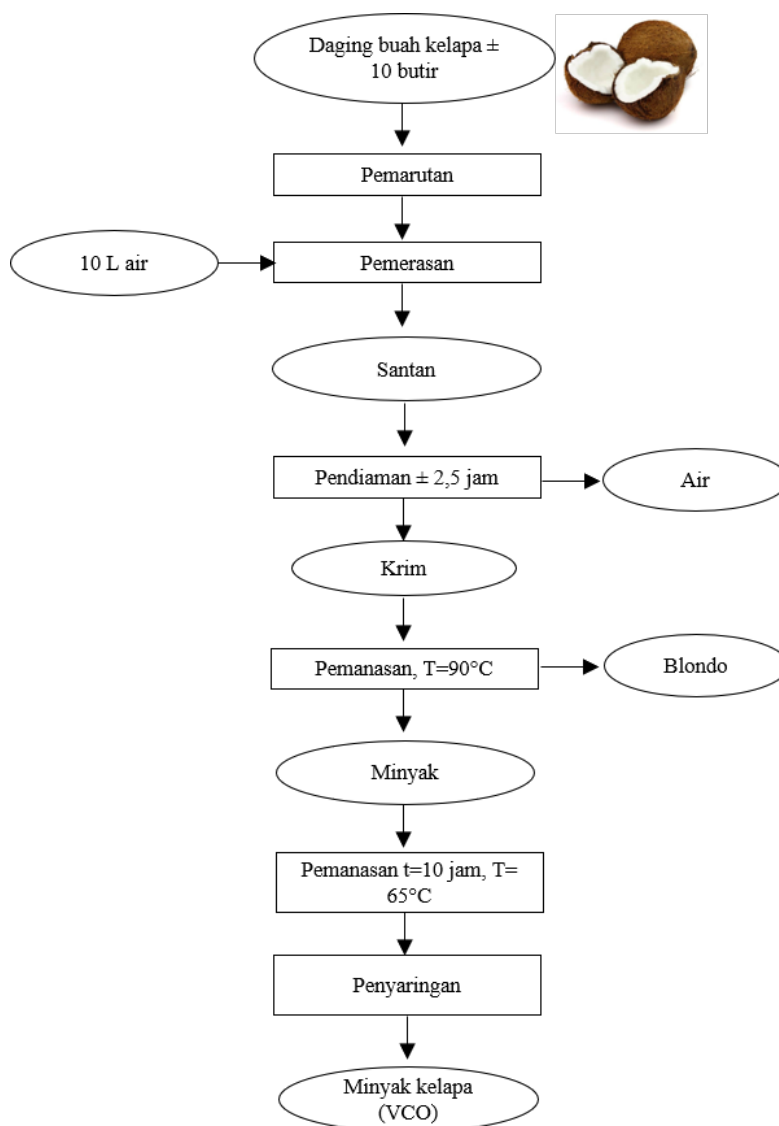 Daging buah kelapa ±
10 butir
Pemarutan
10 L air
Pemerasan
Santan
Pendiaman ± 2,5 jam
Air
Krim
Pemanasan, T=90°C
Blondo
Minyak
Pemanasan t=10 jam, T=
65°C
Penyaringan
Minyak kelapa
(VCO)